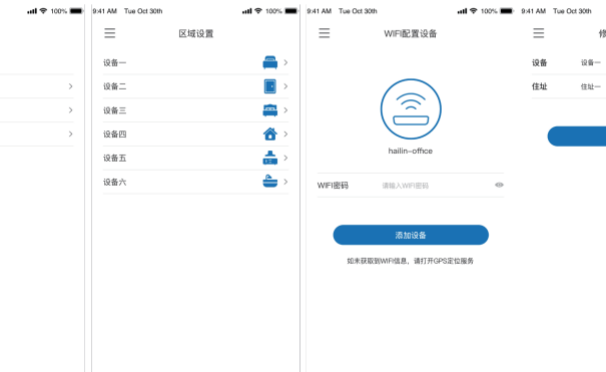 100%
9:41 AM Tue Oct 30th 100%
区域设置
设备一
设备二
设备三
设备四
设备五
设备六
9:41 AM Tue Oct 30th 100%
WIFI配置设备
hailin-office
WIFI密码 请输入WIFI密码
添加设备
如未获取到WIFI信息、请打开GPS定位服务
9:41 AM Tue Oct 30th
修
设备 设备一
住址 住址一